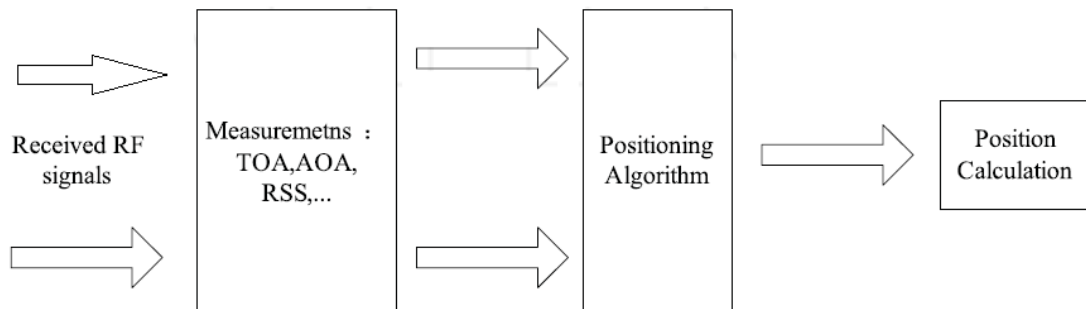 Received RF
signals
Measuremetns :
TOA,AOA,
RSS,...
Positioning
Algorithm
Position
Calculation